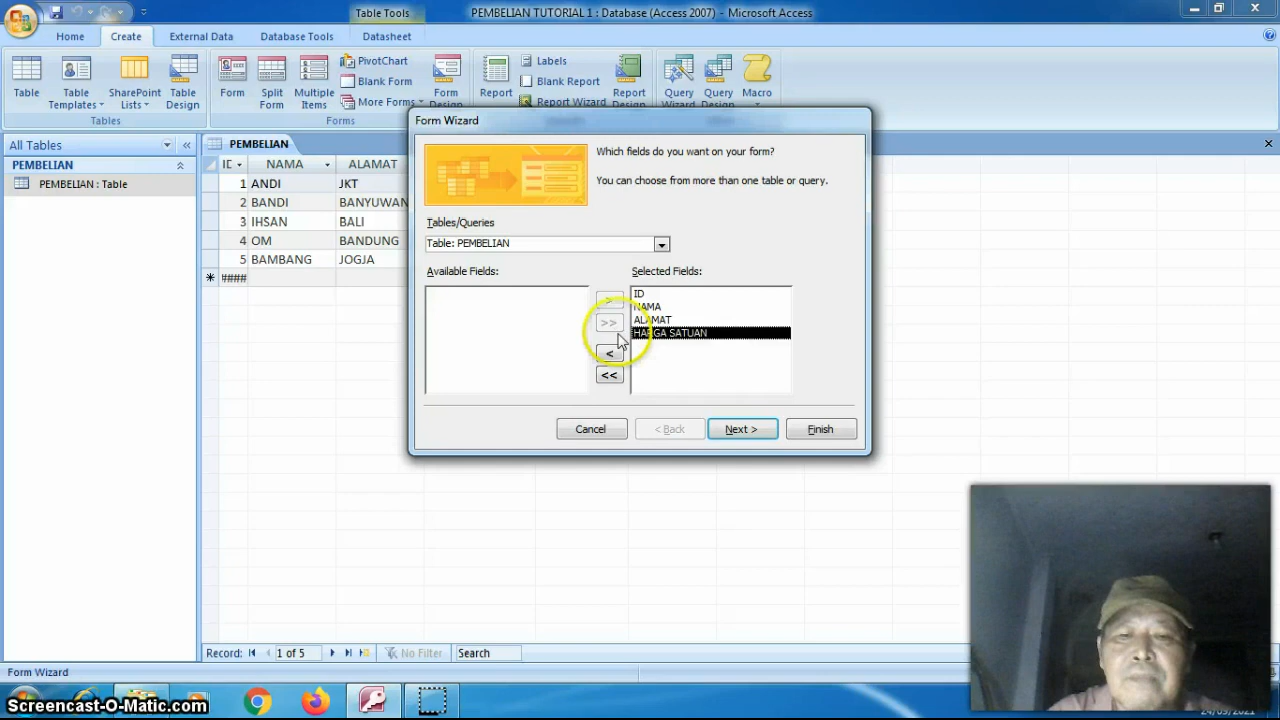 Table Tools
PEMBELIAN TUTORIAL 1 : Database (Access 2007) - Microsoft Access
Home
Create
External Data
Database Tools
Datasheet
Table
Table Templates
SharePoint Lists
Table Design
Form
Split Form
Multiple Items
PivotChart
Blank Form
More Forms
Form
Report
Labels
Blank Report
Report Wizard
Report
Query Wizard
Query
Macro
Tables
Forms
All Tables
PEMBELIAN
PEMBELIAN : Table
PEMBELIAN
ID NAMA ALAMAT
1 ANDI JKT
2 BANDI BANYUWAN
3 IHSAN BALI
4 OM BANDUNG
5 BAMBANG JOGJA
* ####
Form Wizard
Which fields do you want on your form?
You can choose from more than one table or query.
Tables/Queries
Table: PEMBELIAN
Available Fields:
Selected Fields:
>
>>
<
<<
ID
NAMA
ALAMAT
HARGA SATUAN
Cancel
< Back
Next >
Finish
Record:
1 of 5
No Filter
Search
Form Wizard
Screencast-O-Matic.com